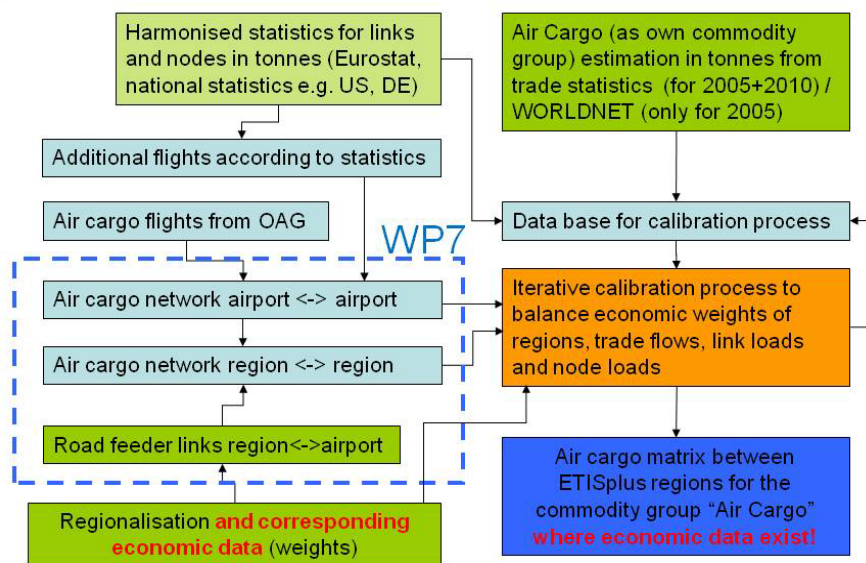 Harmonised statistics for links
and nodes in tonnes (Eurostat,
national statistics e.g. US, DE)
Air Cargo (as own commodity
group) estimation in tonnes from
trade statistics (for 2005+2010) /
WORLDNET (only for 2005)
Additional flights according to statistics
Air cargo flights from OAG
Data base for calibration process
WP7
Air cargo network airport <-> airport
Air cargo network region <-> region
Iterative calibration process to
balance economic weights of
regions, trade flows, link loads
and node loads
Road feeder links region<->airport
Regionalisation and corresponding
economic data (weights)
Air cargo matrix between
ETISplus regions for the
commodity group “Air Cargo”
where economic data exist!